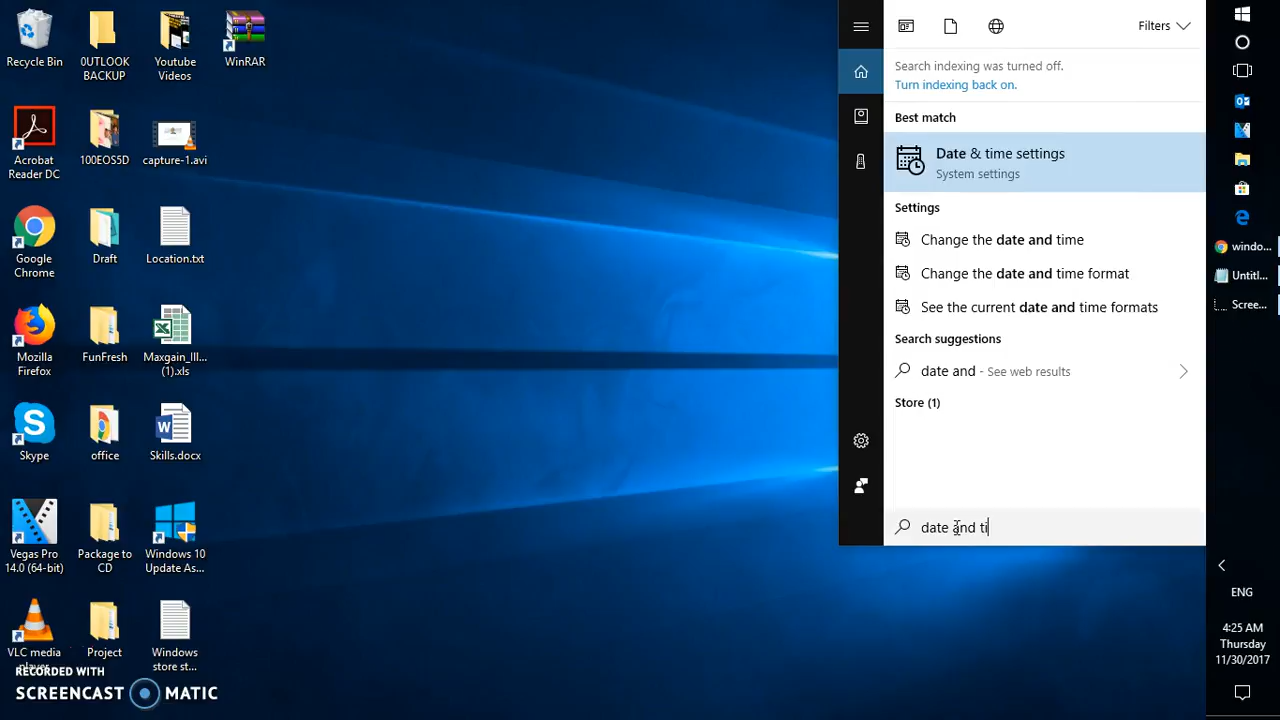 Recycle Bin
0UTLOOK
BACKUP
Youtube
Videos
WinRAR
Acrobat
Reader DC
100EOS5D
capture-1.avi
Google
Chrome
Draft
Location.txt
Mozilla
Firefox
FunFresh
Maxgain_III...
(1).xls
Skype
office
Skills.docx
Vegas Pro
14.0 (64-bit)
Package to
CD
Windows 10
Update As...
VLC media
player
Project
Windows
store st...
RECORDED WITH
SCREENCAST MATIC
Filters
Search indexing was turned off.
Turn indexing back on.
Best match
Date & time settings
System settings
Settings
Change the date and time
Change the date and time format
See the current date and time formats
Search suggestions
date and - See web results
Store (1)
date and ti
windo...
Untitl...
Scree...
ENG
4:25 AM
Thursday
11/30/2017